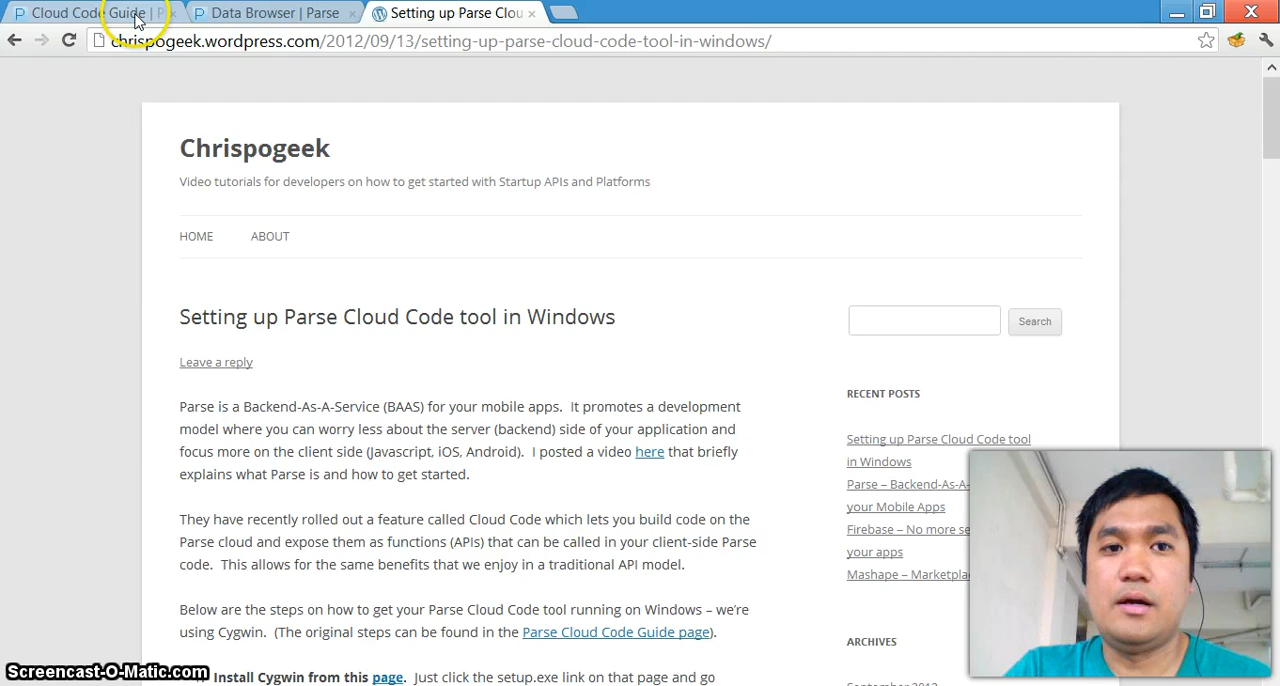 Cloud Code Guide | P
Data Browser | Parse
Setting up Parse Clou
chrispogeek.wordpress.com/2012/09/13/setting-up-parse-cloud-code-tool-in-windows/
Chrispogeek
Video tutorials for developers on how to get started with Startup APIs and Platforms
HOME
ABOUT
Setting up Parse Cloud Code tool in Windows
Leave a reply
Parse is a Backend-As-A-Service (BAAS) for your mobile apps.  It promotes a development
model where you can worry less about the server (backend) side of your application and
focus more on the client side (Javascript, iOS, Android).  I posted a video here that briefly
explains what Parse is and how to get started.
They have recently rolled out a feature called Cloud Code which lets you build code on the
Parse cloud and expose them as functions (APIs) that can be called in your client-side Parse
code.  This allows for the same benefits that we enjoy in a traditional API model.
Below are the steps on how to get your Parse Cloud Code tool running on Windows – we're
using Cygwin.  (The original steps can be found in the Parse Cloud Code Guide page).
Install Cygwin from this page.  Just click the setup.exe link on that page and go
Search
RECENT POSTS
Setting up Parse Cloud Code tool
in Windows
Parse – Backend-As-A-
your Mobile Apps
Firebase – No more se
your apps
Mashape – Marketpla
ARCHIVES
Screencast-O-Matic.com